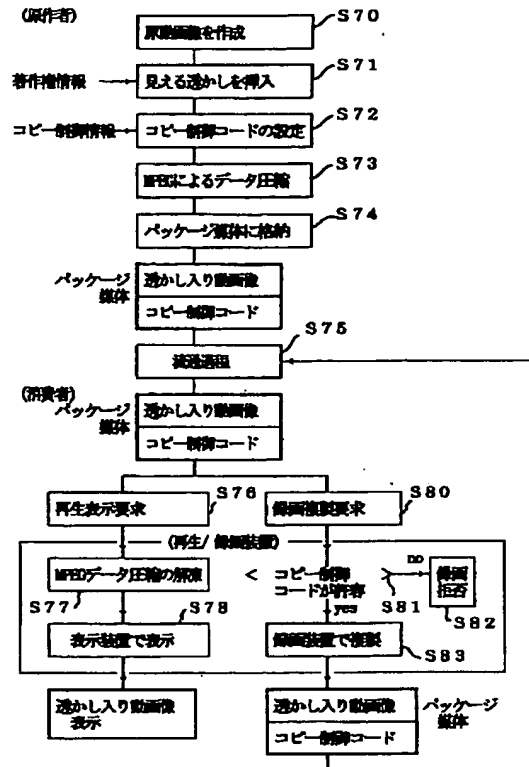 (原作者)
S70
原動画像を作成
S71
著作権情報
見える透かしを挿入
S72
コピー制御情報
コピー制御コードの設定
S73
MPEGによるデータ圧縮
S74
パッケージ媒体に格納
パッケージ
媒体
透かし入り動画像
コピー制御コード
S75
流通過程
(消費者)
パッケージ
媒体
透かし入り動画像
コピー制御コード
S76
再生表示要求
S80
録画複製要求
(再生/録画装置)
MPEGデータ圧縮の解凍
S77
コピー制御
コードが許容
no
S81
yes
録画
拒否
S82
S78
表示装置で表示
録画装置で複製
S83
透かし入り動画像
表示
透かし入り動画像
コピー制御コード
パッケージ
媒体